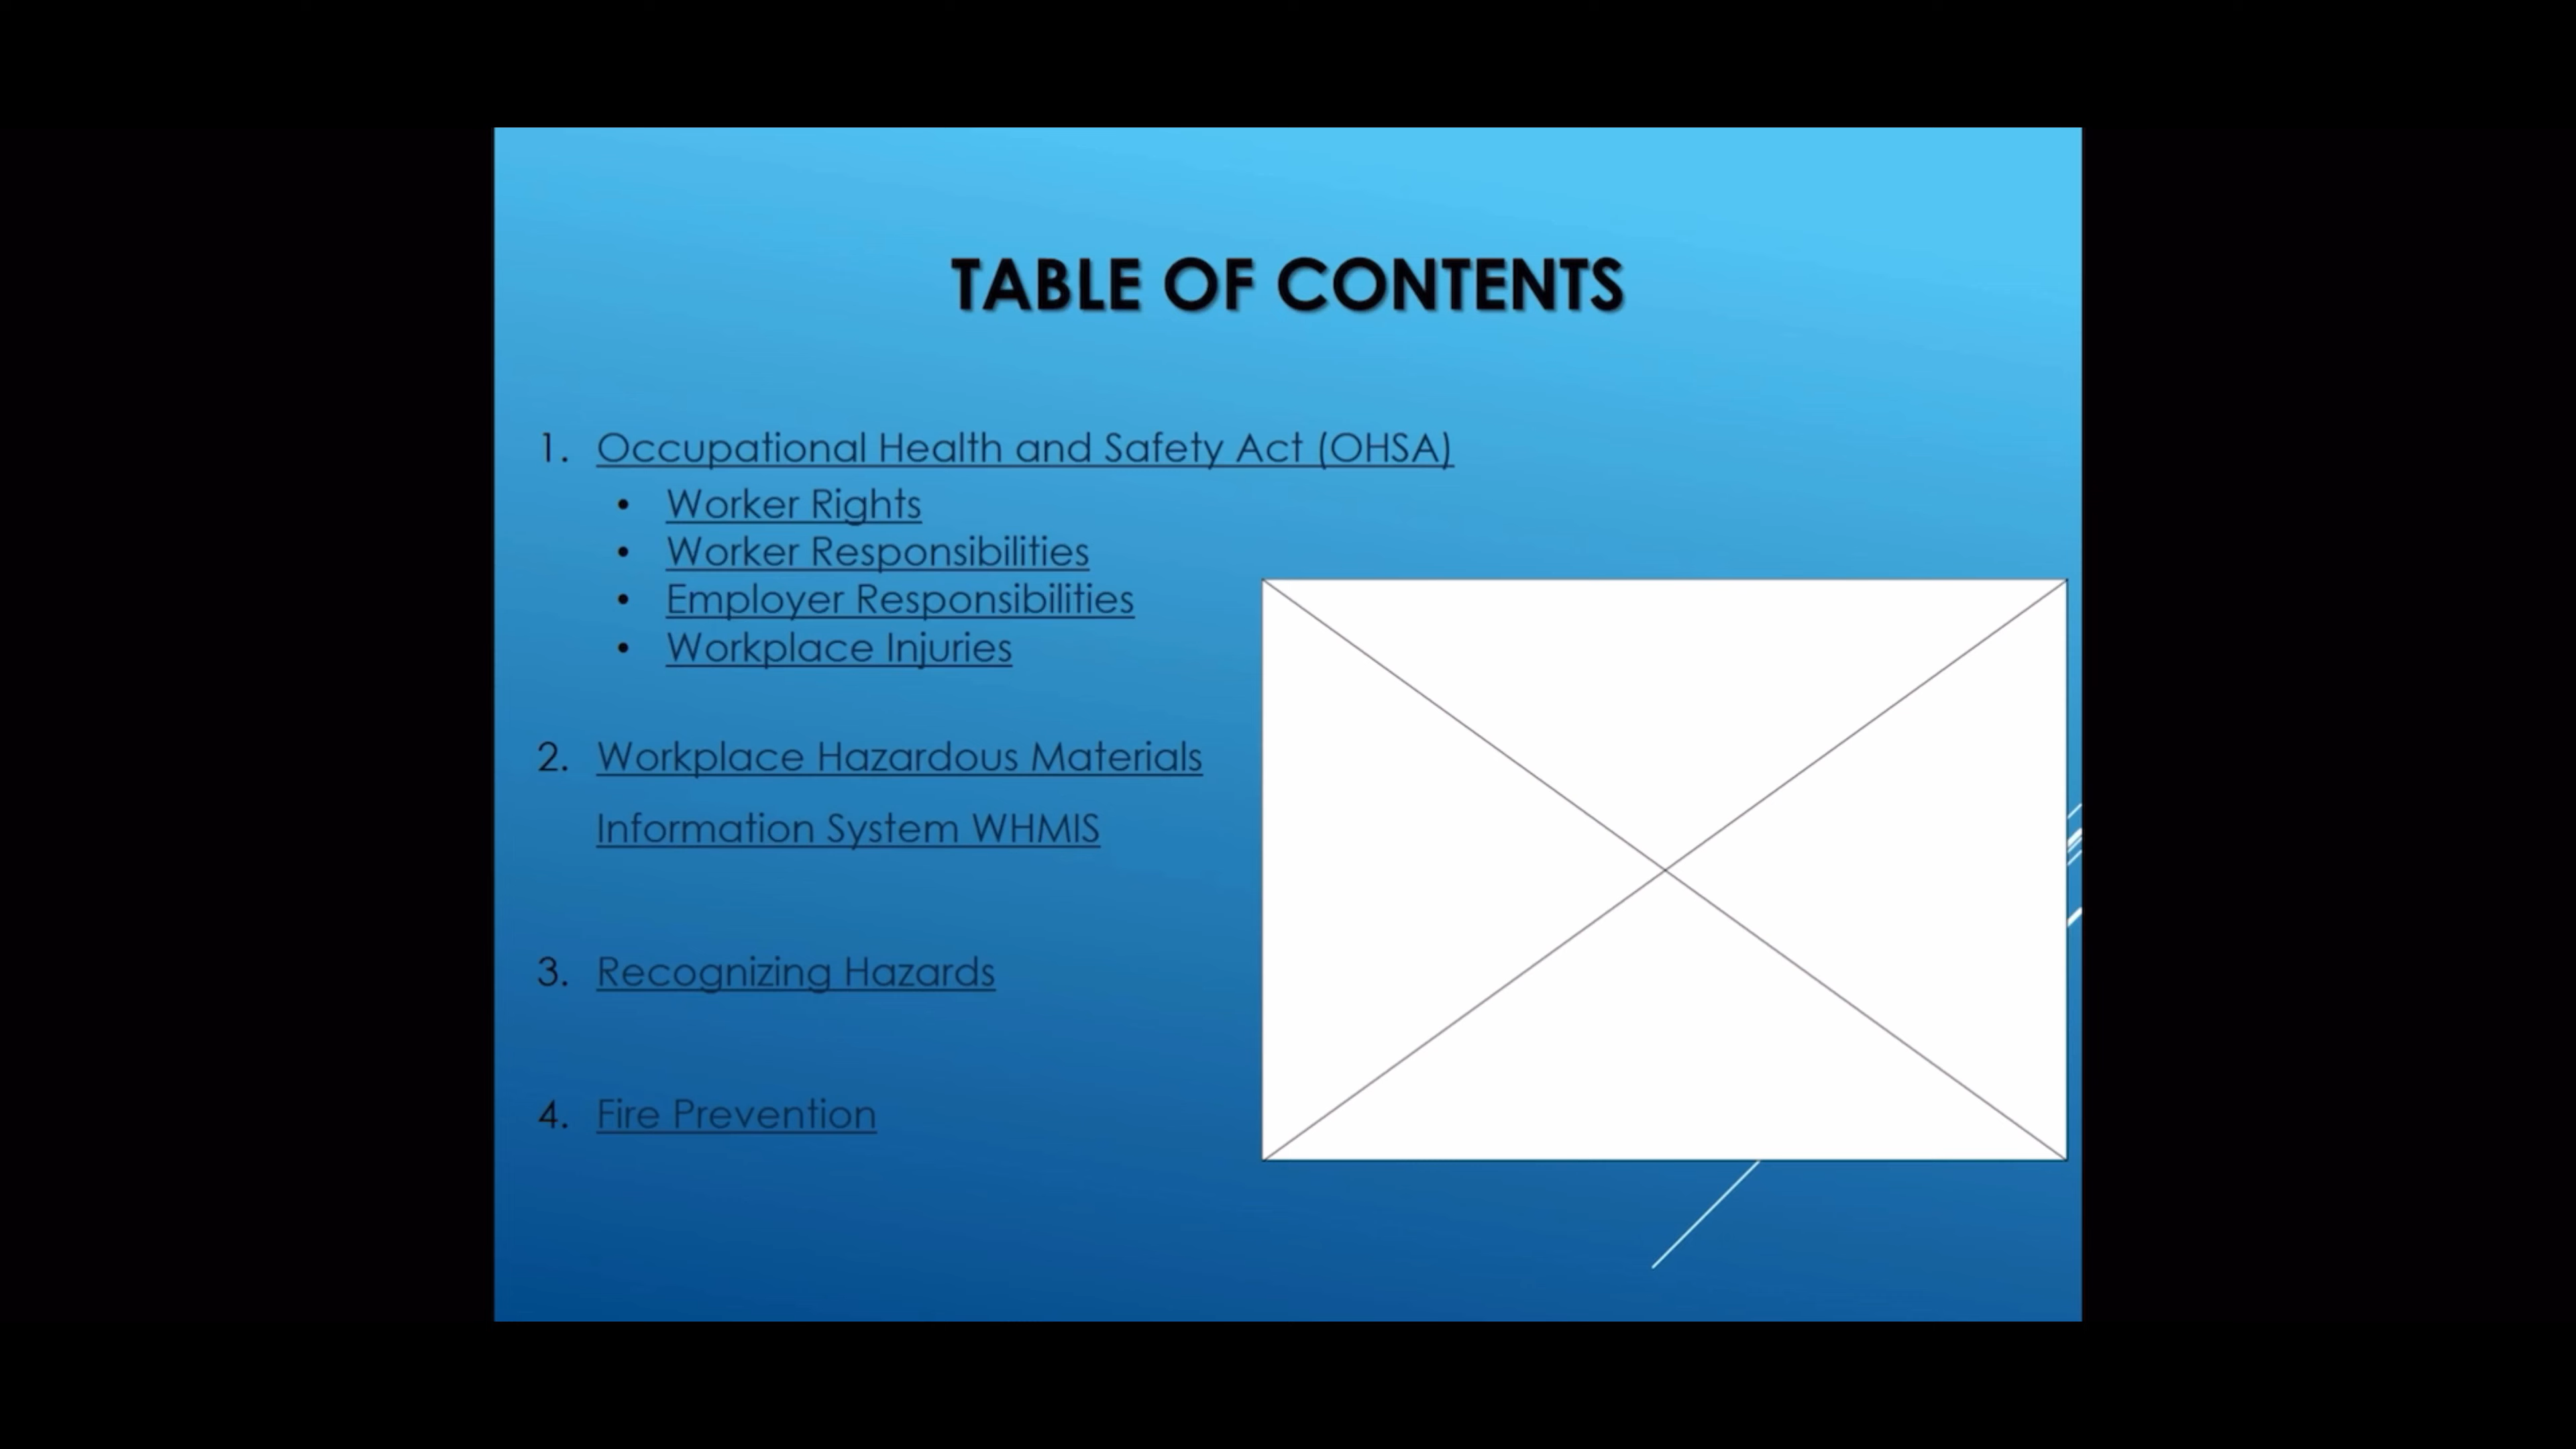 TABLE OF CONTENTS
1. Occupational Health and Safety Act (OHSA)
• Worker Rights
• Worker Responsibilities
• Employer Responsibilities
• Workplace Injuries
2. Workplace Hazardous Materials
Information System WHMIS
3. Recognizing Hazards
4. Fire Prevention